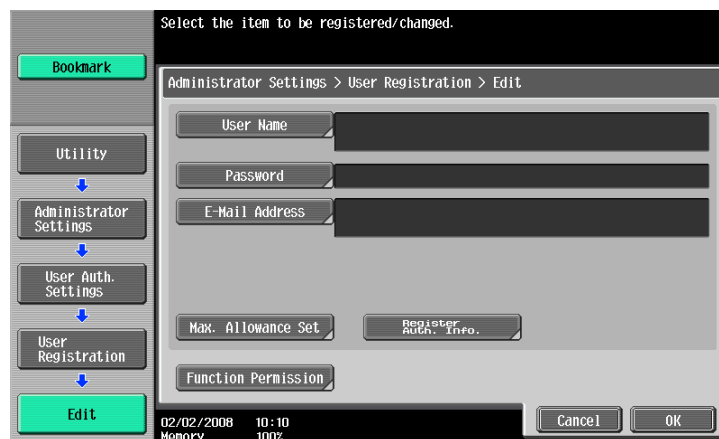 Select the item to be registered/changed.
Bookmark
Administrator Settings > User Registration > Edit
User Name
Utility
Password
Administrator
Settings
E-Mail Address
User Auth.
Settings
Max. Allowance Set
Register
Auth. Info.
User
Registration
Function Permission
Edit
02/02/2008 10:10
Memory 100%
Cancel
OK